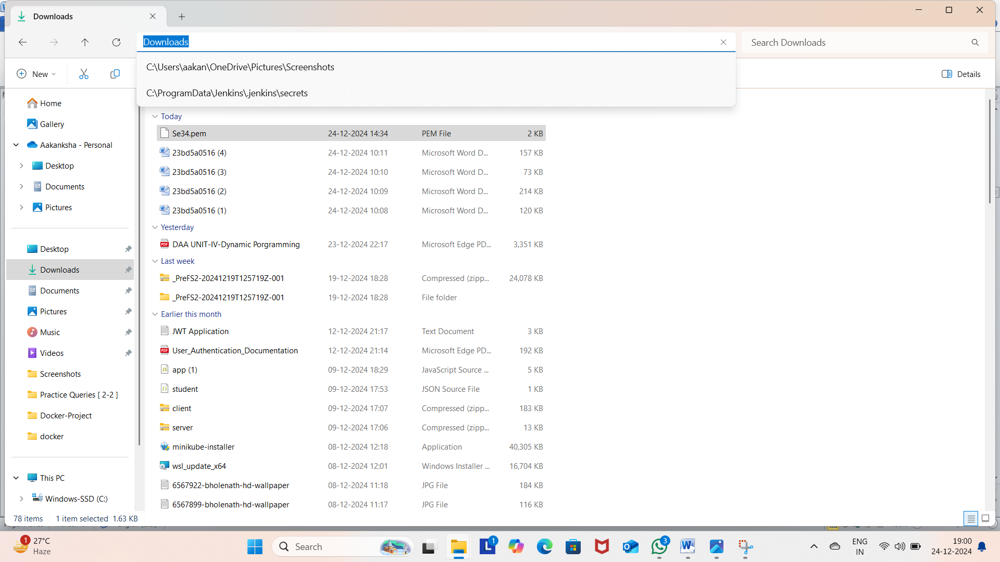 Downloads
Downloads
Search Downloads
C:\Users\aakan\OneDrive\Pictures\Screenshots
C:\ProgramData\Jenkins\.jenkins\secrets
New
Details
Home
Gallery
Aakanksha - Personal
Desktop
Documents
Pictures
Desktop
Downloads
Documents
Pictures
Music
Videos
Screenshots
Practice Queries [ 2-2 ]
Docker-Project
docker
This PC
Windows-SSD (C:)
Today
Se34.pem 24-12-2024 14:34 PEM File 2 KB
23bd5a0516 (4) 24-12-2024 10:11 Microsoft Word D... 157 KB
23bd5a0516 (3) 24-12-2024 10:10 Microsoft Word D... 73 KB
23bd5a0516 (2) 24-12-2024 10:09 Microsoft Word D... 214 KB
23bd5a0516 (1) 24-12-2024 10:08 Microsoft Word D... 120 KB
Yesterday
DAA UNIT-IV-Dynamic Porgramming 23-12-2024 22:17 Microsoft Edge PD... 3,351 KB
Last week
_PreFS2-20241219T125719Z-001 19-12-2024 18:28 Compressed (zipp... 24,078 KB
_PreFS2-20241219T125719Z-001 19-12-2024 18:28 File folder
Earlier this month
JWT Application 12-12-2024 21:17 Text Document 3 KB
User_Authentication_Documentation 12-12-2024 21:14 Microsoft Edge PD... 192 KB
app (1) 09-12-2024 18:29 JavaScript Source ... 5 KB
student 09-12-2024 17:53 JSON Source File 1 KB
client 09-12-2024 17:07 Compressed (zipp... 183 KB
server 09-12-2024 17:06 Compressed (zipp... 13 KB
minikube-installer 08-12-2024 12:18 Application 40,305 KB
wsl_update_x64 08-12-2024 12:01 Windows Installer ... 16,704 KB
6567922-bholenath-hd-wallpaper 08-12-2024 11:18 JPG File 184 KB
6567899-bholenath-hd-wallpaper 08-12-2024 11:17 JPG File 116 KB
78 items 1 item selected 1.63 KB
1
27°C
Haze
Search
1
3
ENG
IN
19:00
24-12-2024